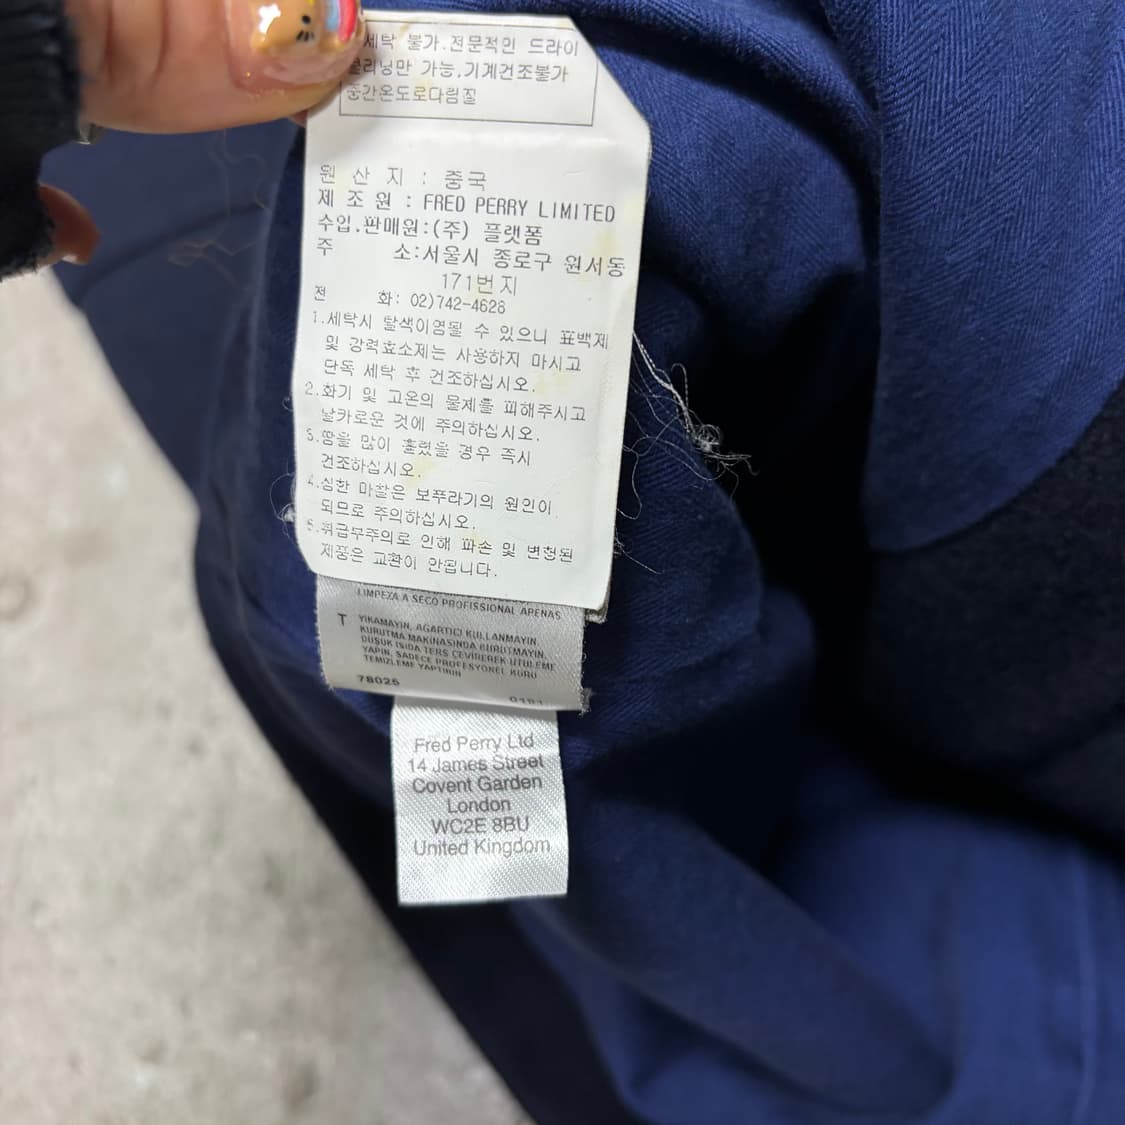 세탁 불가.전문적인 드라이
클리닝만 가능,기계건조불가
중간온도로다림질
원 산 지 : 중국
제 조 원 : FRED PERRY LIMITED
수입.판매원:(주) 플랫폼
주 소:서울시 종로구 원서동
171번지
전 화: 02)742-4628
1.세탁시 탈색이염될 수 있으니 표백제
및 강력효소제는 사용하지 마시고
단독 세탁 후 건조하십시오.
2.화기 및 고온의 물체를 피해주시고
날카로운 것에 주의하십시오.
3.땀을 많이 흘렸을 경우 즉시
건조하십시오.
4.심한 마찰은 보푸라기의 원인이
되므로 주의하십시오.
5.취급부주의로 인해 파손 및 변형된
제품은 교환이 안됩니다.
LIMPEZA A SECO PROFISSIONAL APENAS
T YIKAMAYIN, AGARTICI KULLANMAYIN,
KURUTMA MAKINASINDA KURUTMAYIN,
DÜSÜK ISIDA TERS ÇEVIREREK ÜTÜLEME
YAPIN, SADECE PROFESYONEL KURU
TEMIZLEME YAPTIRIN
78025
Fred Perry Ltd
14 James Street
Covent Garden
London
WC2E 8BU
United Kingdom